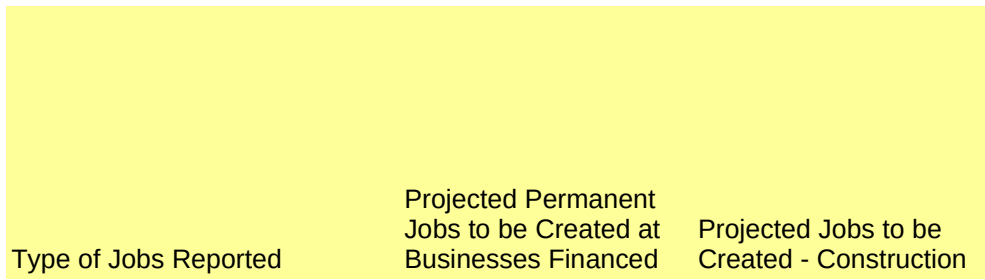 Type of Jobs Reported
Projected Permanent
Jobs to be Created at
Businesses Financed
Projected Jobs to be
Created - Construction